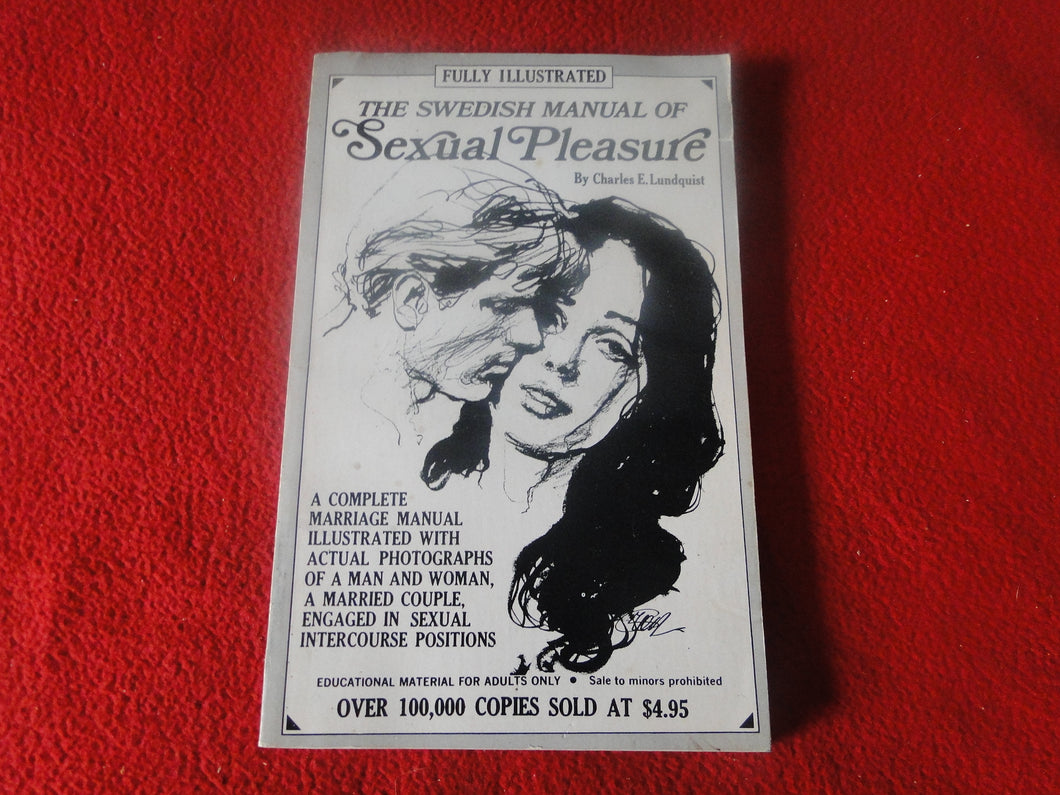 FULLY ILLUSTRATED
THE SWEDISH MANUAL OF
Sexual Pleasure
By Charles E. Lundquist
A COMPLETE
MARRIAGE MANUAL
ILLUSTRATED WITH
ACTUAL PHOTOGRAPHS
OF A MAN AND WOMAN,
A MARRIED COUPLE,
ENGAGED IN SEXUAL
INTERCOURSE POSITIONS
EDUCATIONAL MATERIAL FOR ADULTS ONLY • Sale to minors prohibited
OVER 100,000 COPIES SOLD AT $4.95